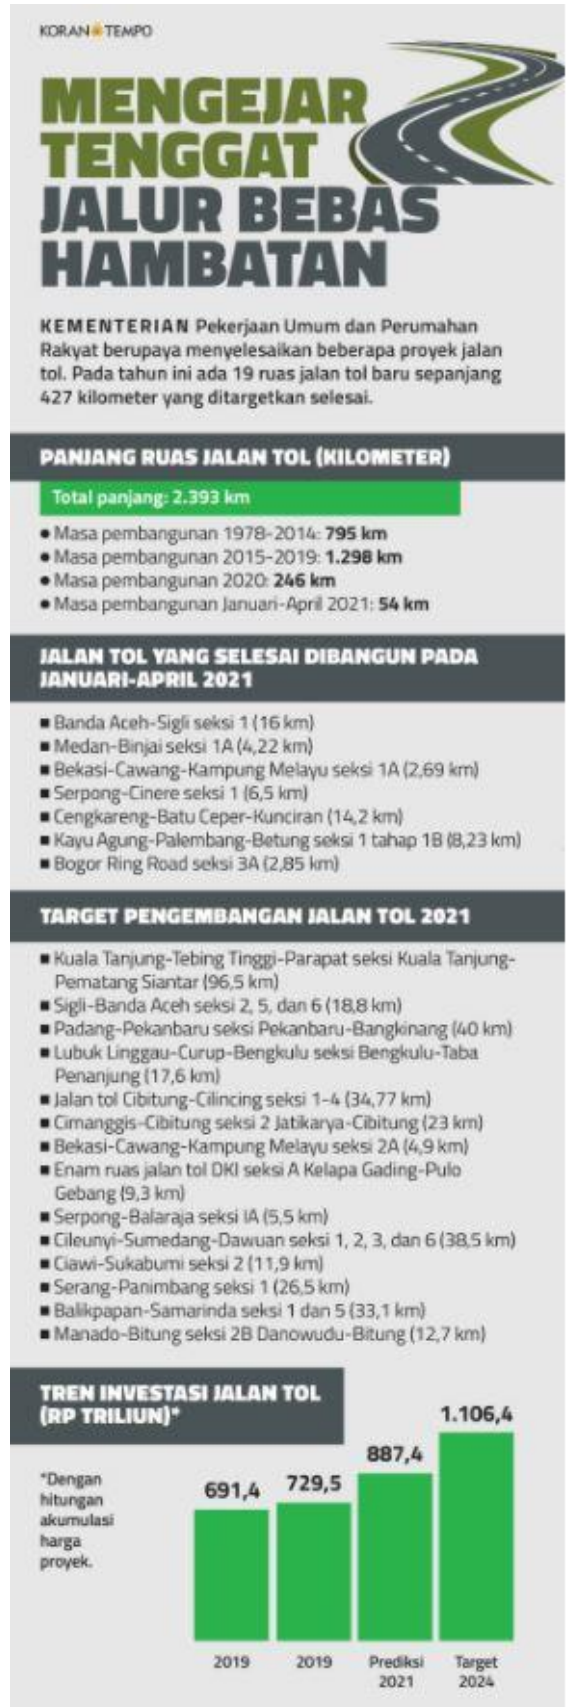 KORAN TEMPO
MENGEJAR
TENGGAT
JALUR BEBAS
HAMBATAN
KEMENTERIAN Pekerjaan Umum dan Perumahan
Rakyat berupaya menyelesaikan beberapa proyek jalan
tol. Pada tahun ini ada 19 ruas jalan tol baru sepanjang
427 kilometer yang ditargetkan selesai.
PANJANG RUAS JALAN TOL (KILOMETER)
Total panjang: 2.393 km
● Masa pembangunan 1978-2014: 795 km
● Masa pembangunan 2015-2019: 1.298 km
● Masa pembangunan 2020: 246 km
● Masa pembangunan Januari-April 2021: 54 km
JALAN TOL YANG SELESAI DIBANGUN PADA
JANUARI-APRIL 2021
■ Banda Aceh-Sigli seksi 1 (16 km)
■ Medan-Binjai seksi 1A (4,22 km)
■ Bekasi-Cawang-Kampung Melayu seksi 1A (2,69 km)
■ Serpong-Cinere seksi 1 (6,5 km)
■ Cengkareng-Batu Ceper-Kunciran (14,2 km)
■ Kayu Agung-Palembang-Betung seksi 1 tahap 1B (8,23 km)
■ Bogor Ring Road seksi 3A (2,85 km)
TARGET PENGEMBANGAN JALAN TOL 2021
■ Kuala Tanjung-Tebing Tinggi-Parapat seksi Kuala Tanjung-
Pematang Siantar (96,5 km)
■ Sigli-Banda Aceh seksi 2, 5, dan 6 (18,8 km)
■ Padang-Pekanbaru seksi Pekanbaru-Bangkinang (40 km)
■ Lubuk Linggau-Curup-Bengkulu seksi Bengkulu-Taba
Penanjung (17,6 km)
■ Jalan tol Cibitung-Cilincing seksi 1-4 (34,77 km)
■ Cimanggis-Cibitung seksi 2 Jatikarya-Cibitung (23 km)
■ Bekasi-Cawang-Kampung Melayu seksi 2A (4,9 km)
■ Enam ruas jalan tol DKI seksi A Kelapa Gading-Pulo
Gebang (9,3 km)
■ Serpong-Balaraja seksi IA (5,5 km)
■ Cileunyi-Sumedang-Dawuan seksi 1, 2, 3, dan 6 (38,5 km)
■ Ciawi-Sukabumi seksi 2 (11,9 km)
■ Serang-Panimbang seksi 1 (26,5 km)
■ Balikpapan-Samarinda seksi 1 dan 5 (33,1 km)
■ Manado-Bitung seksi 2B Danowudu-Bitung (12,7 km)
TREN INVESTASI JALAN TOL
(RP TRILIUN)*
*Dengan
hitungan
akumulasi
harga
proyek.
691,4
729,5
887,4
1.106,4
2019
2019
Prediksi
2021
Target
2024